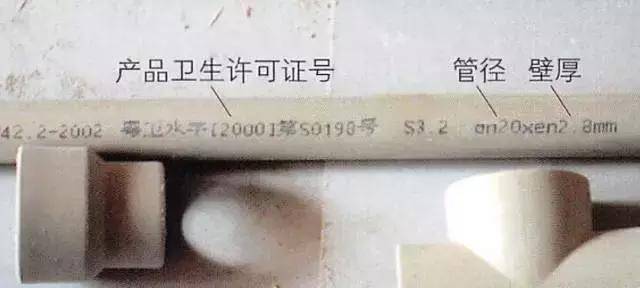 产品卫生许可证号 管径 壁厚
42.2-2002 粤卫水字[2000]第S0198号 S3.2 dn20xen2.8mm